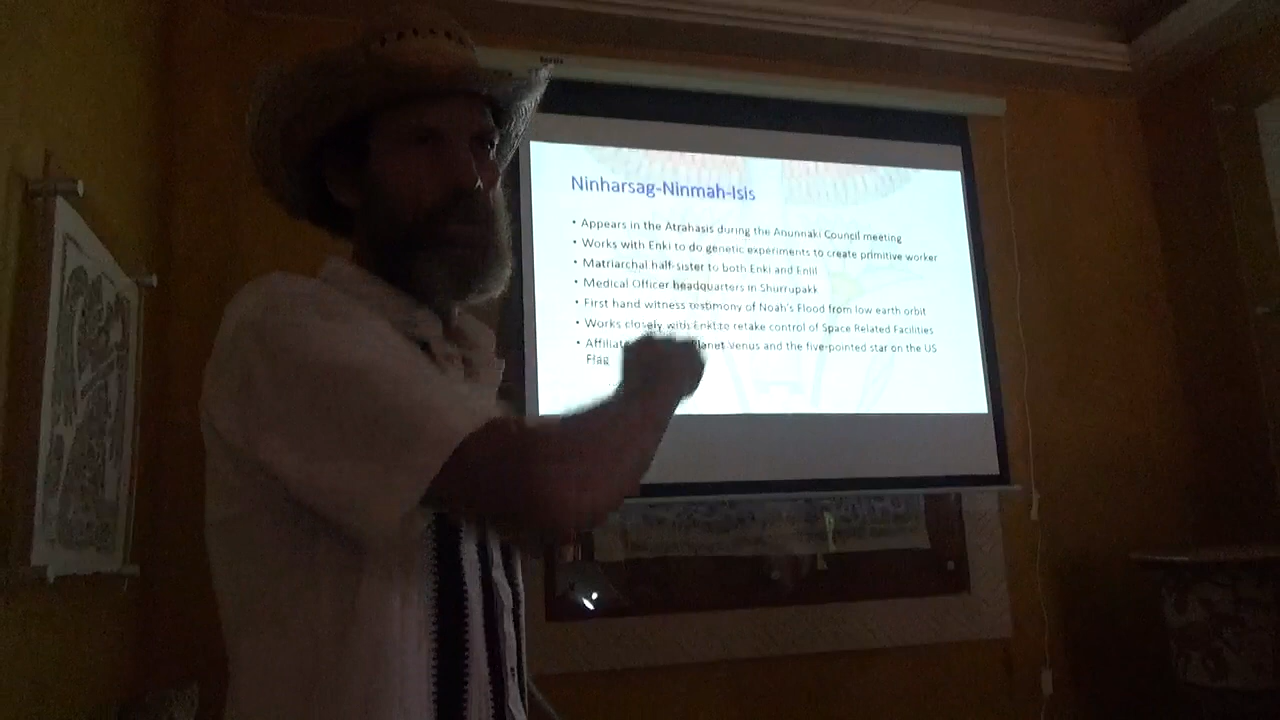 Ninharsag-Ninmah-Isis
• Appears in the Atrahasis during the Anunnaki Council meeting
• Works with Enki to do genetic experiments to create primitive worker
• Matriarchal half-sister to both Enki and Enlil
• Medical Officer headquarters in Shurrupakk
• First hand witness testimony of Noah's Flood from low earth orbit
• Works closely with Enki to retake control of Space Related Facilities
• Affiliate Planet Venus and the five-pointed star on the US
Flag